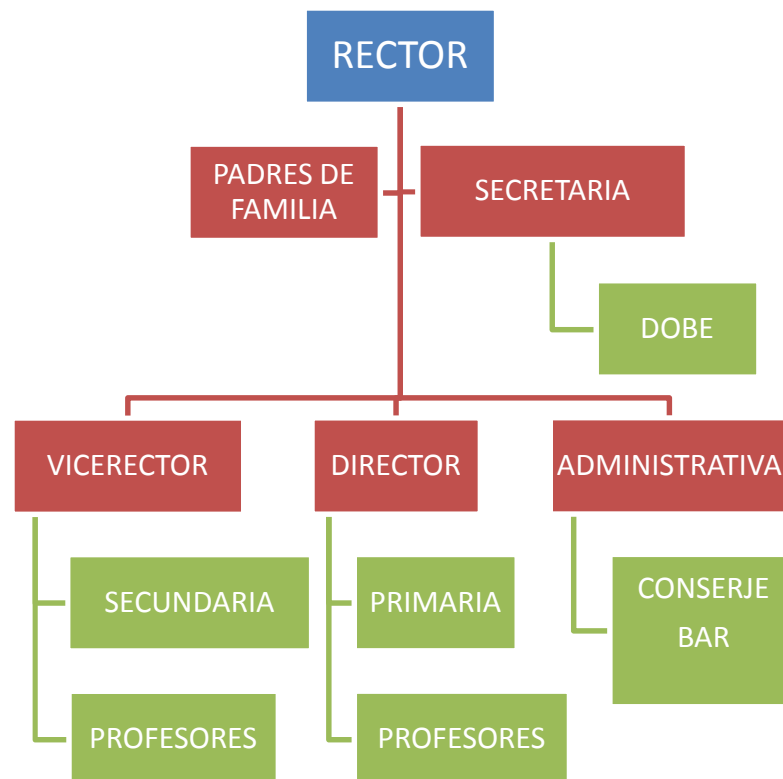 RECTOR
PADRES DE
FAMILIA
SECRETARIA
DOBE
VICERECTOR
DIRECTOR
ADMINISTRATIVA
SECUNDARIA
PRIMARIA
CONSERJE
BAR
PROFESORES
PROFESORES